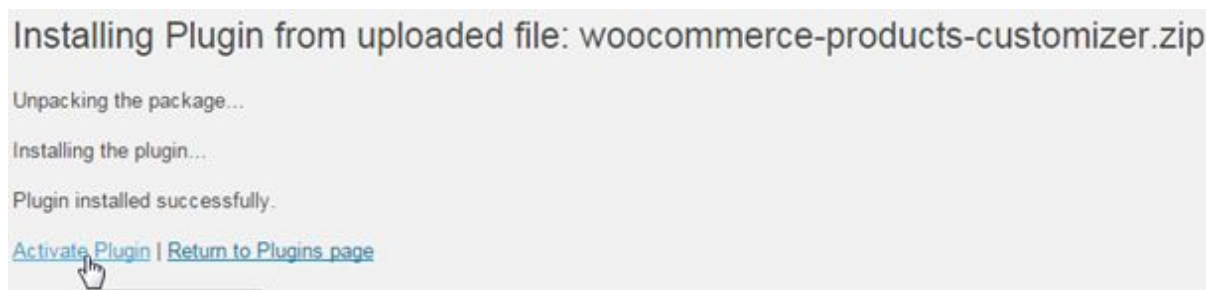 Installing Plugin from uploaded file: woocommerce-products-customizer.zip
Unpacking the package...
Installing the plugin...
Plugin installed successfully.
Activate Plugin | Return to Plugins page